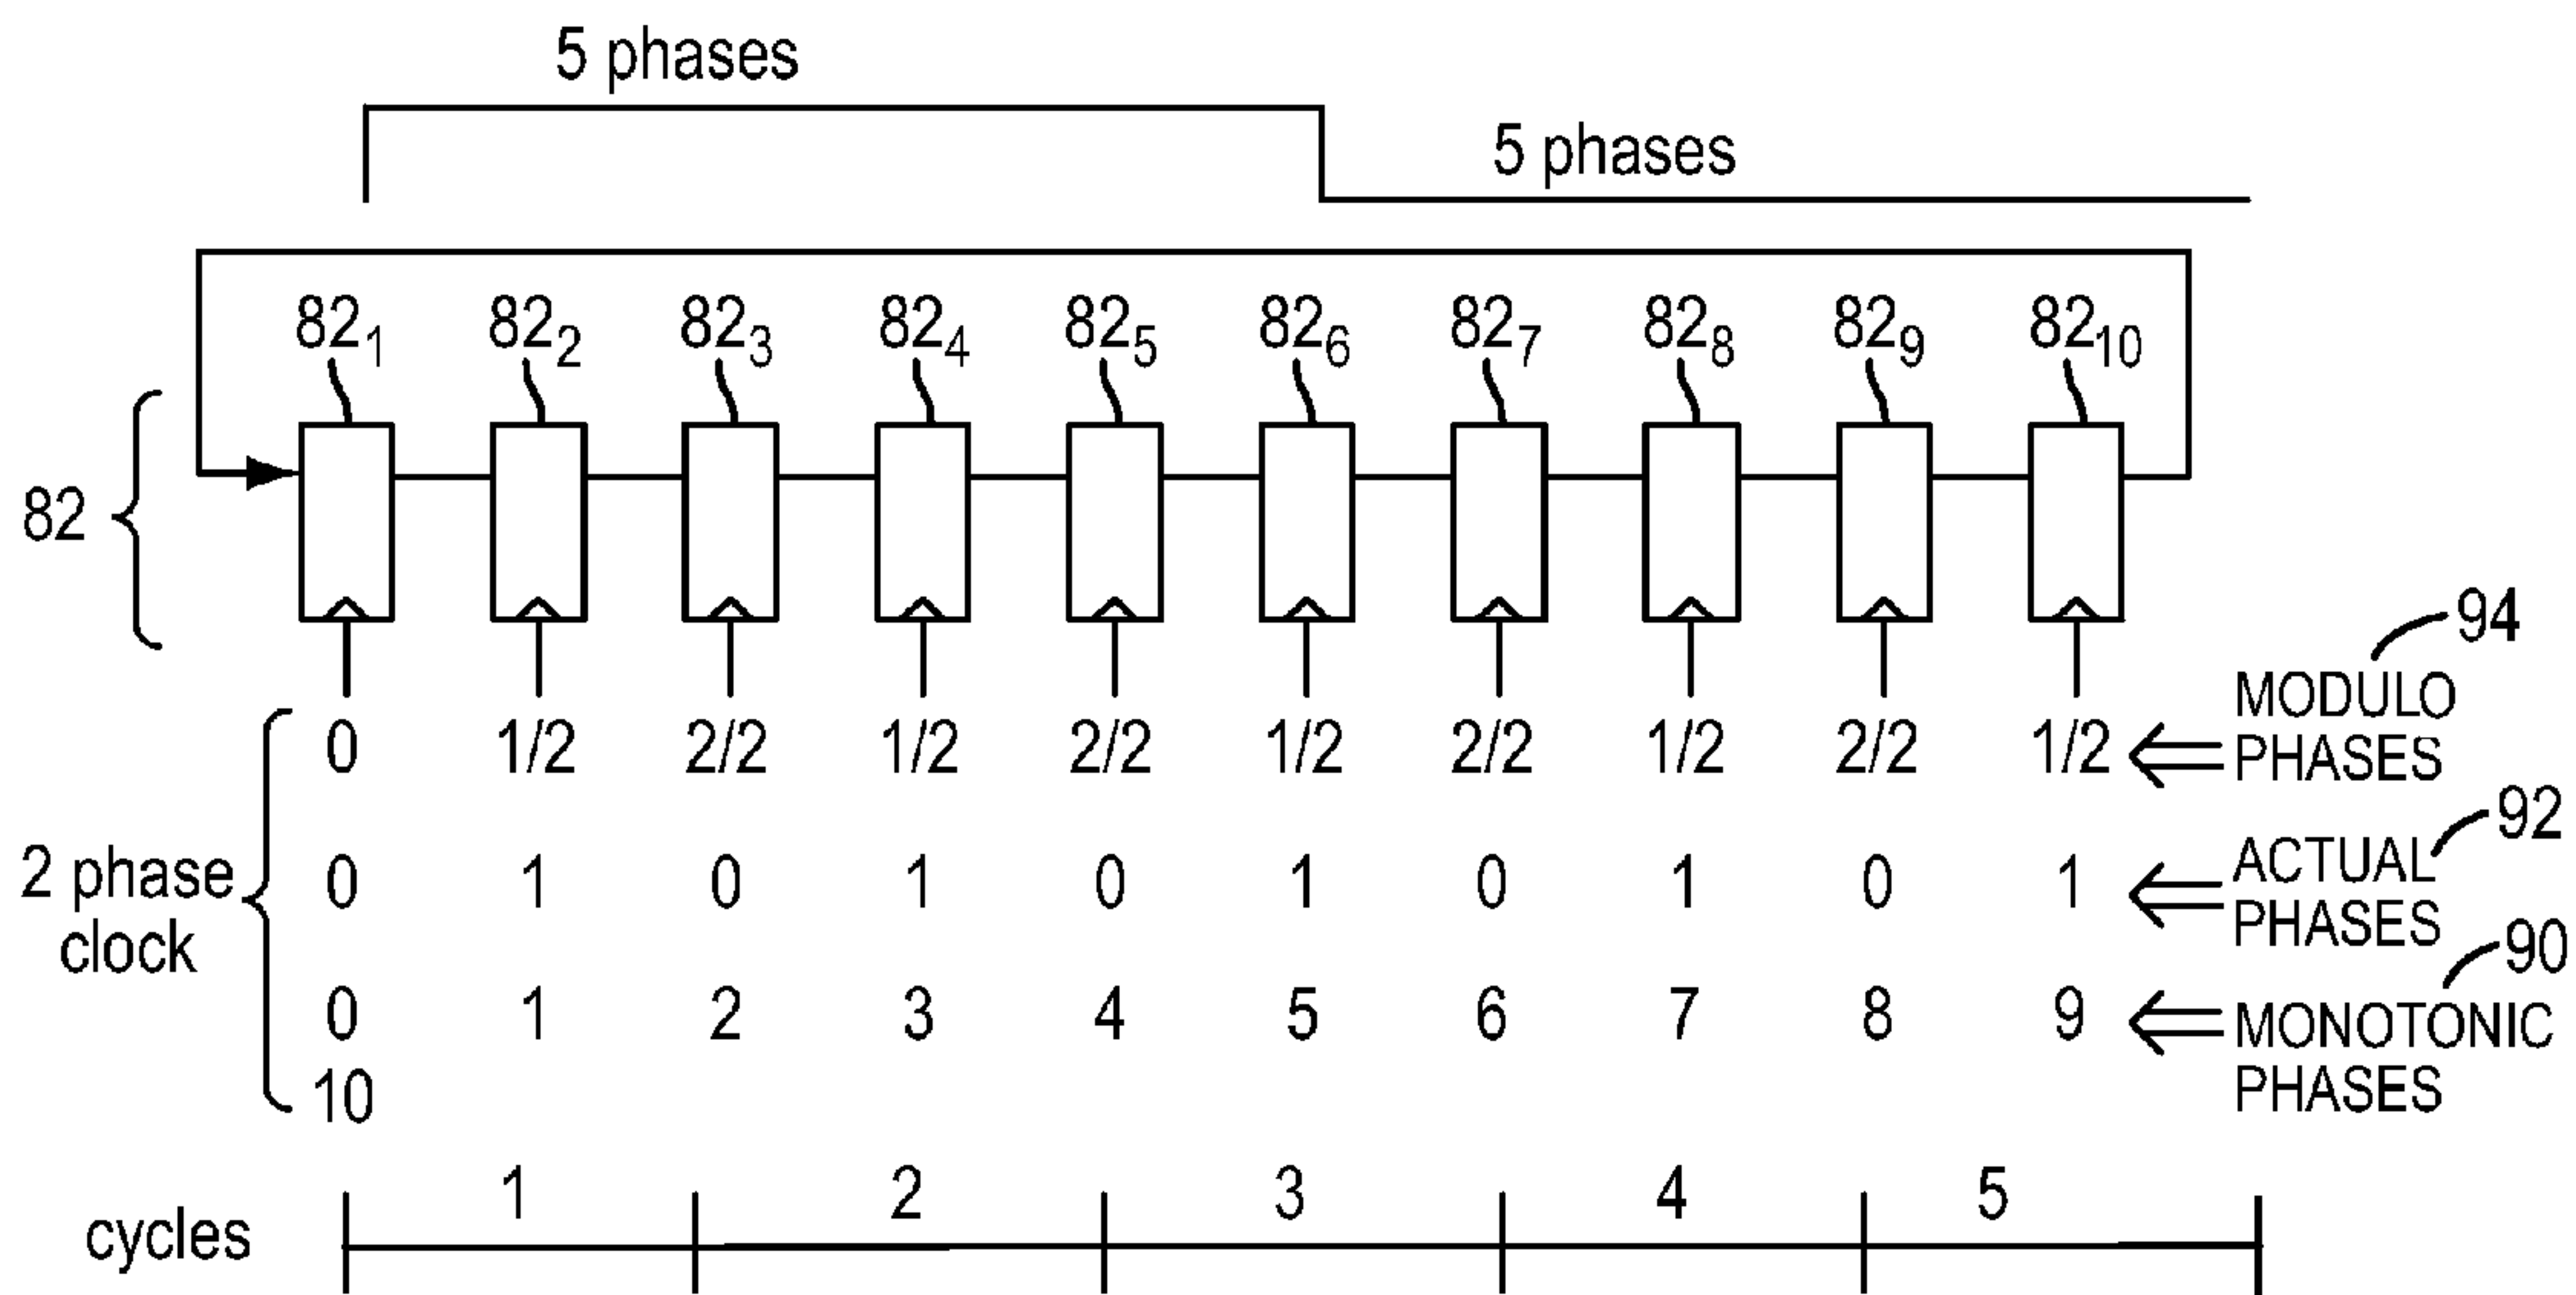 5 phases
5 phases
82₁ 82₂ 82₃ 82₄ 82₅ 82₆ 82₇ 82₈ 82₉ 82₁₀
82
94
0 1/2 2/2 1/2 2/2 1/2 2/2 1/2 2/2 1/2
MODULO
PHASES
92
2 phase
clock
0 1 0 1 0 1 0 1 0 1
ACTUAL
PHASES
90
0 1 2 3 4 5 6 7 8 9
10
MONOTONIC
PHASES
cycles
1 2 3 4 5